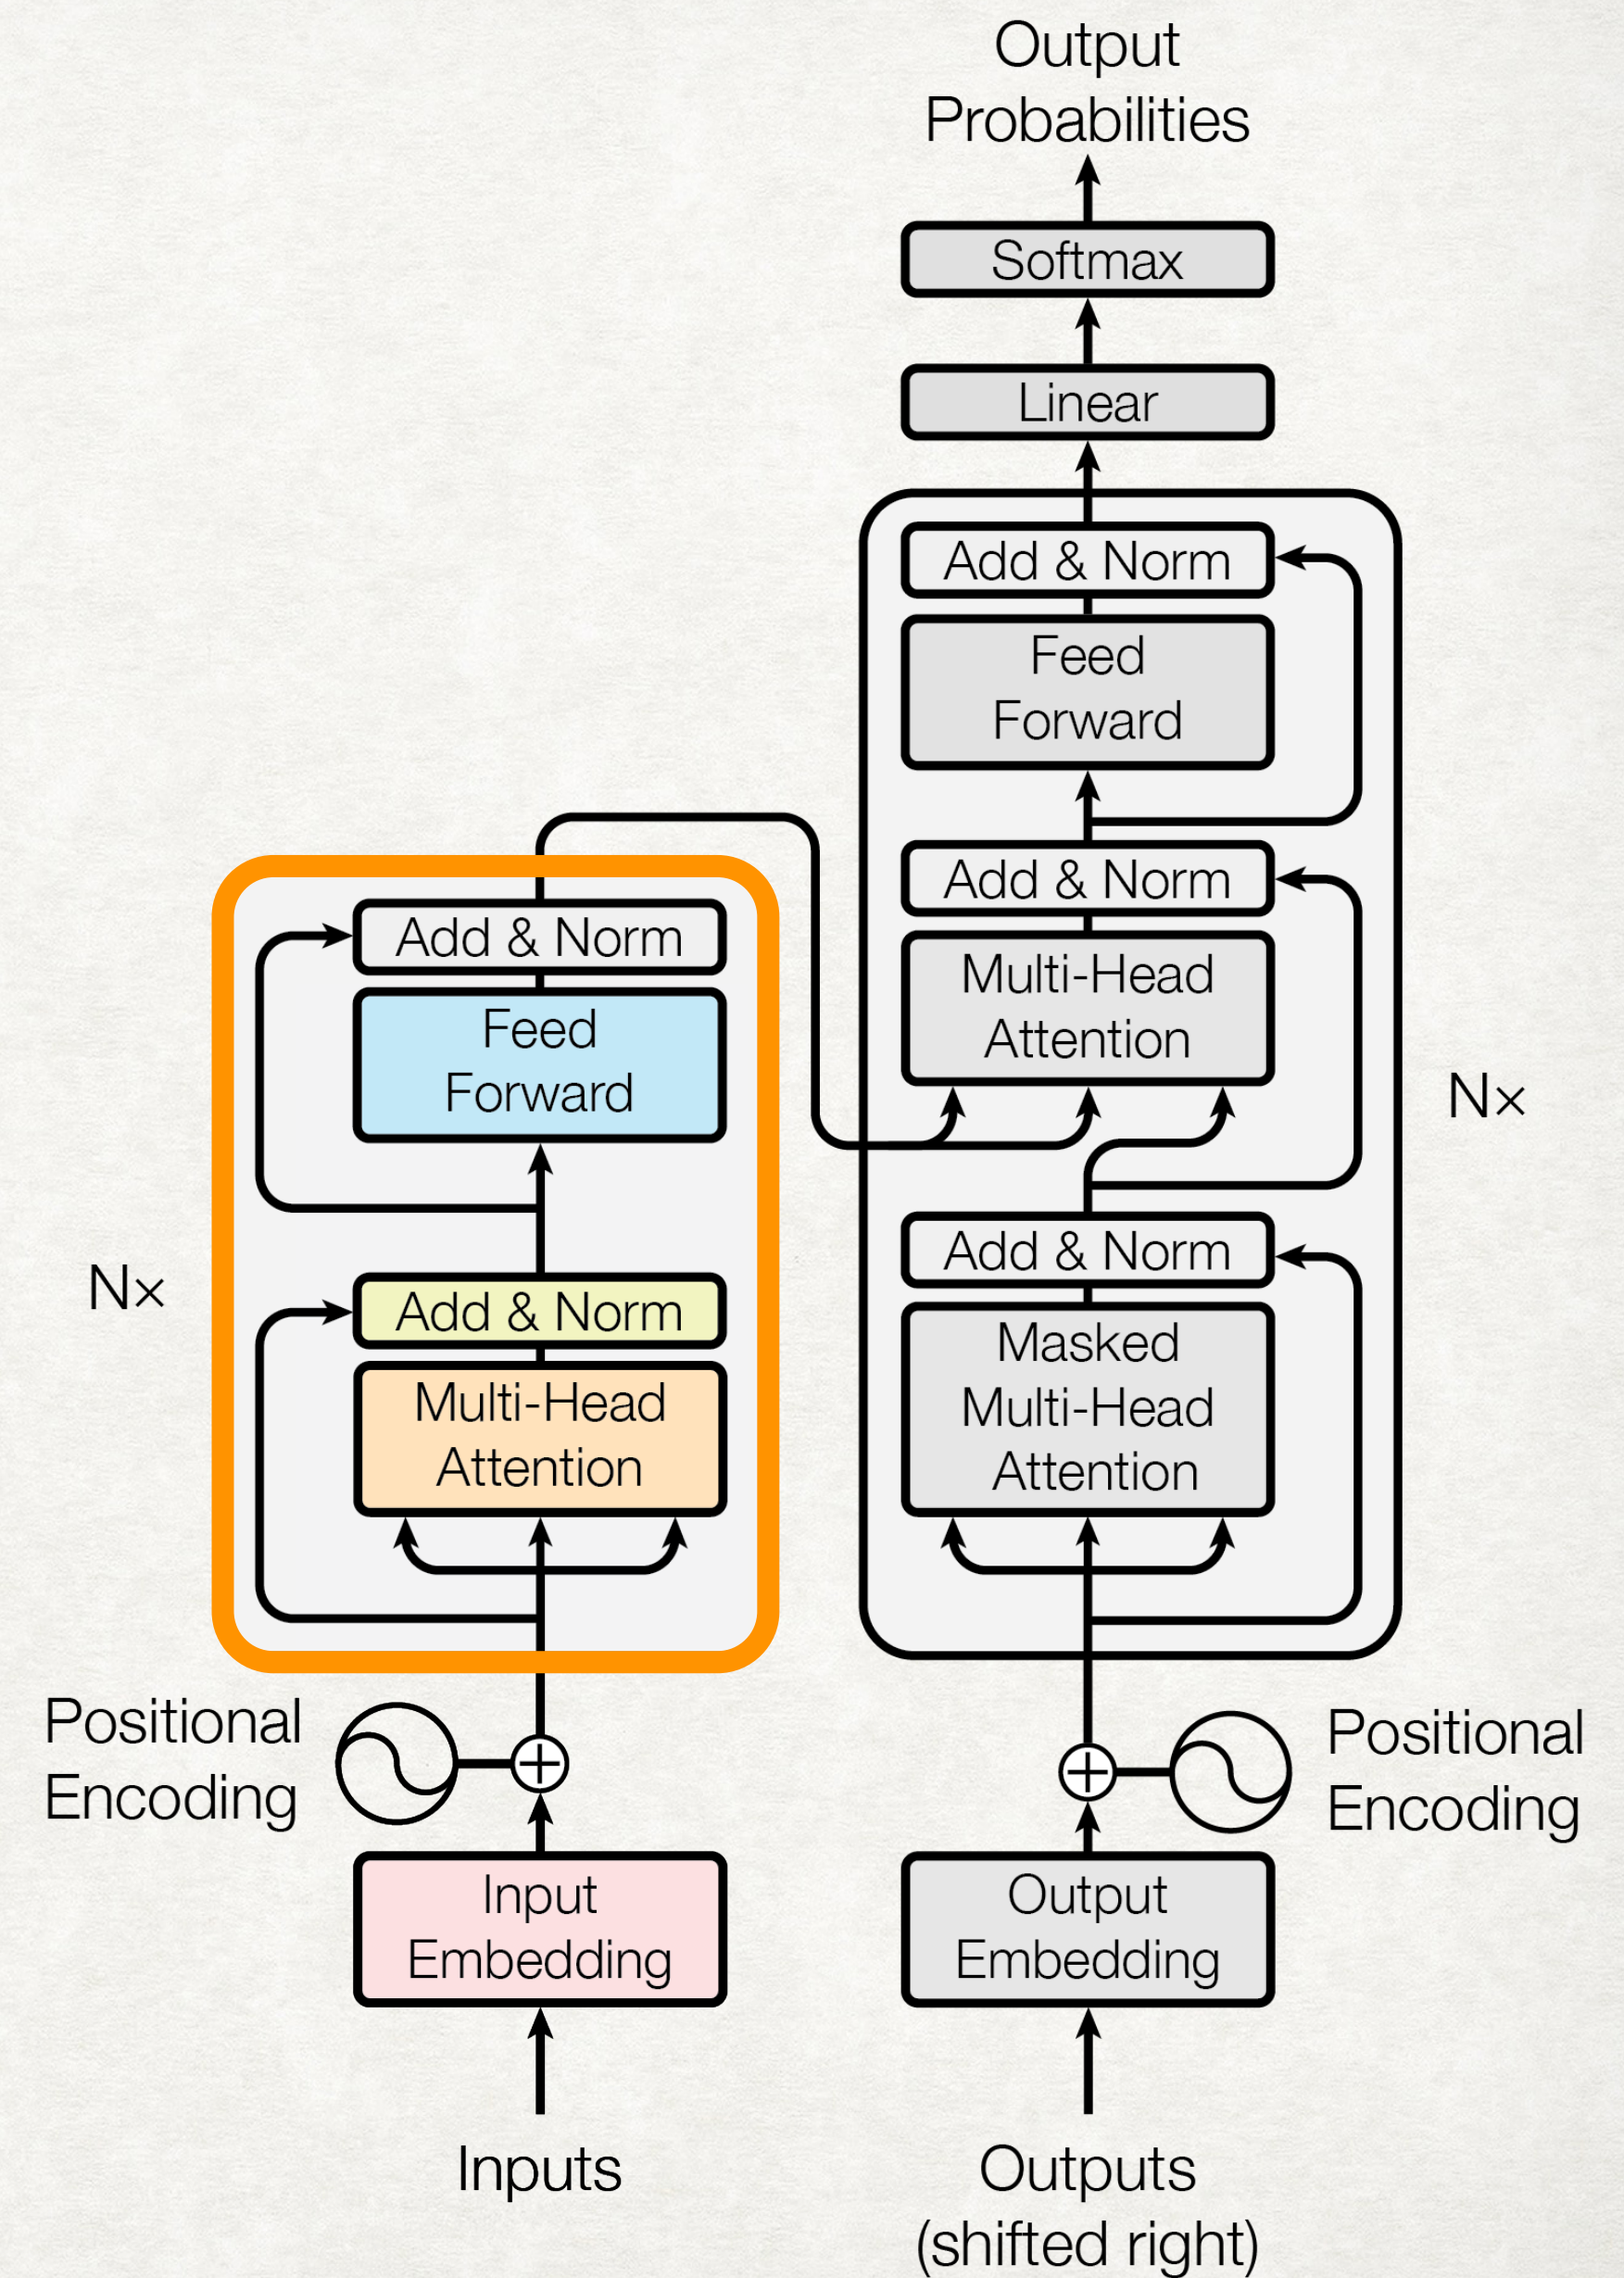 Output
Probabilities
Softmax
Linear
Add & Norm
Feed
Forward
Add & Norm
Multi-Head
Attention
Nx
Add & Norm
Masked
Multi-Head
Attention
Add & Norm
Feed
Forward
Nx
Add & Norm
Multi-Head
Attention
Positional
Encoding
Positional
Encoding
Input
Embedding
Output
Embedding
Inputs
Outputs
(shifted right)